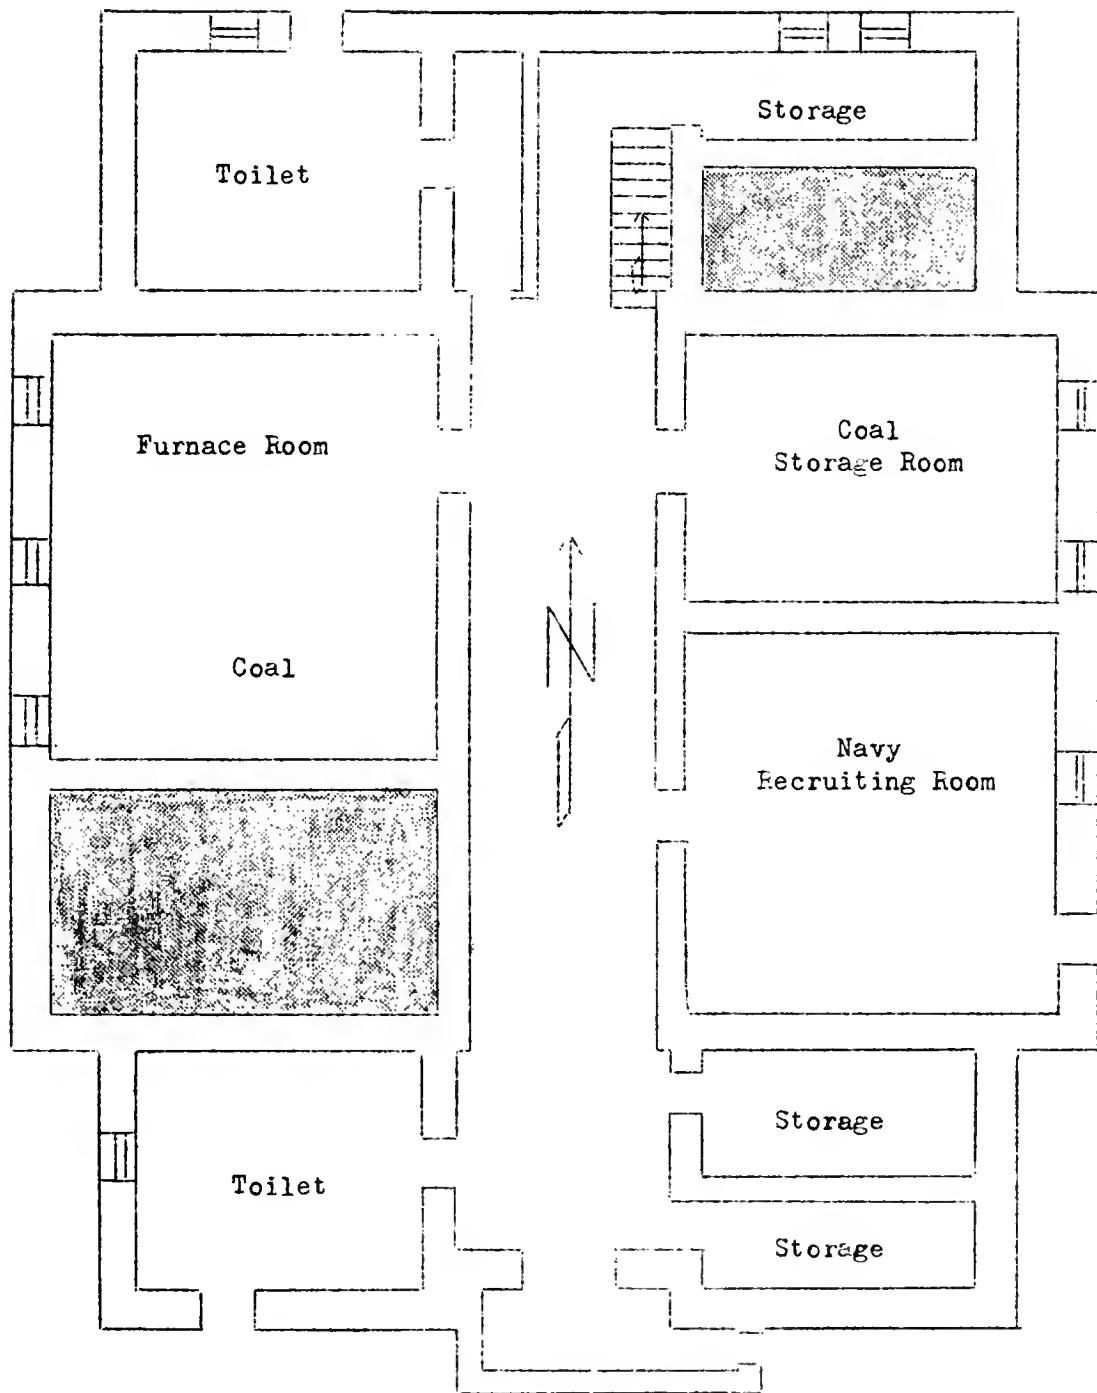 Storage
Toilet
Furnace Room
Coal
Storage Room
N
Coal
Navy
Recruiting Room
Storage
Toilet
Storage